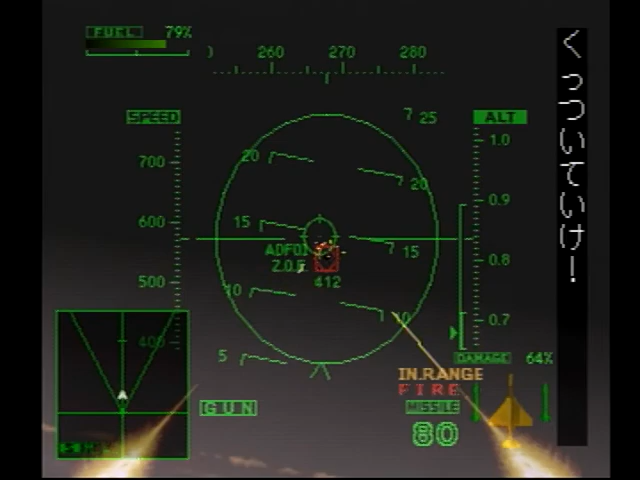 FUEL 79%
260 270 280
SPEED
ALT
7 25
1.0
20 20
700
0.9
600
15 15
ADF01
Z.O.E
0.8
412
500
10 10
0.7
400
5
DAMAGE 64%
IN.RANGE
FIRE
GUN
MISSILE
80
くっついていけ!